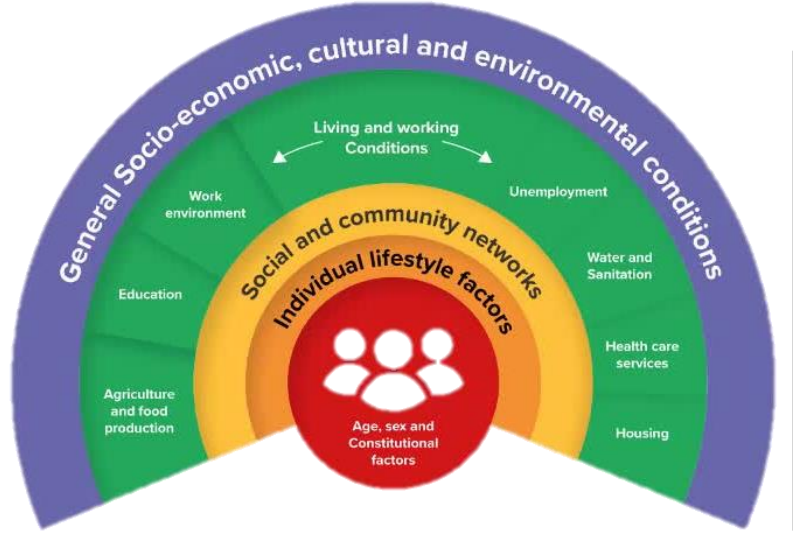 General Socio-economic, cultural and environmental conditions
Living and working
Conditions
Work
environment
Unemployment
Education
Water and
Sanitation
Agriculture
and food
production
Health care
services
Housing
Social and community networks
Individual lifestyle factors
Age, sex and
Constitutional
factors